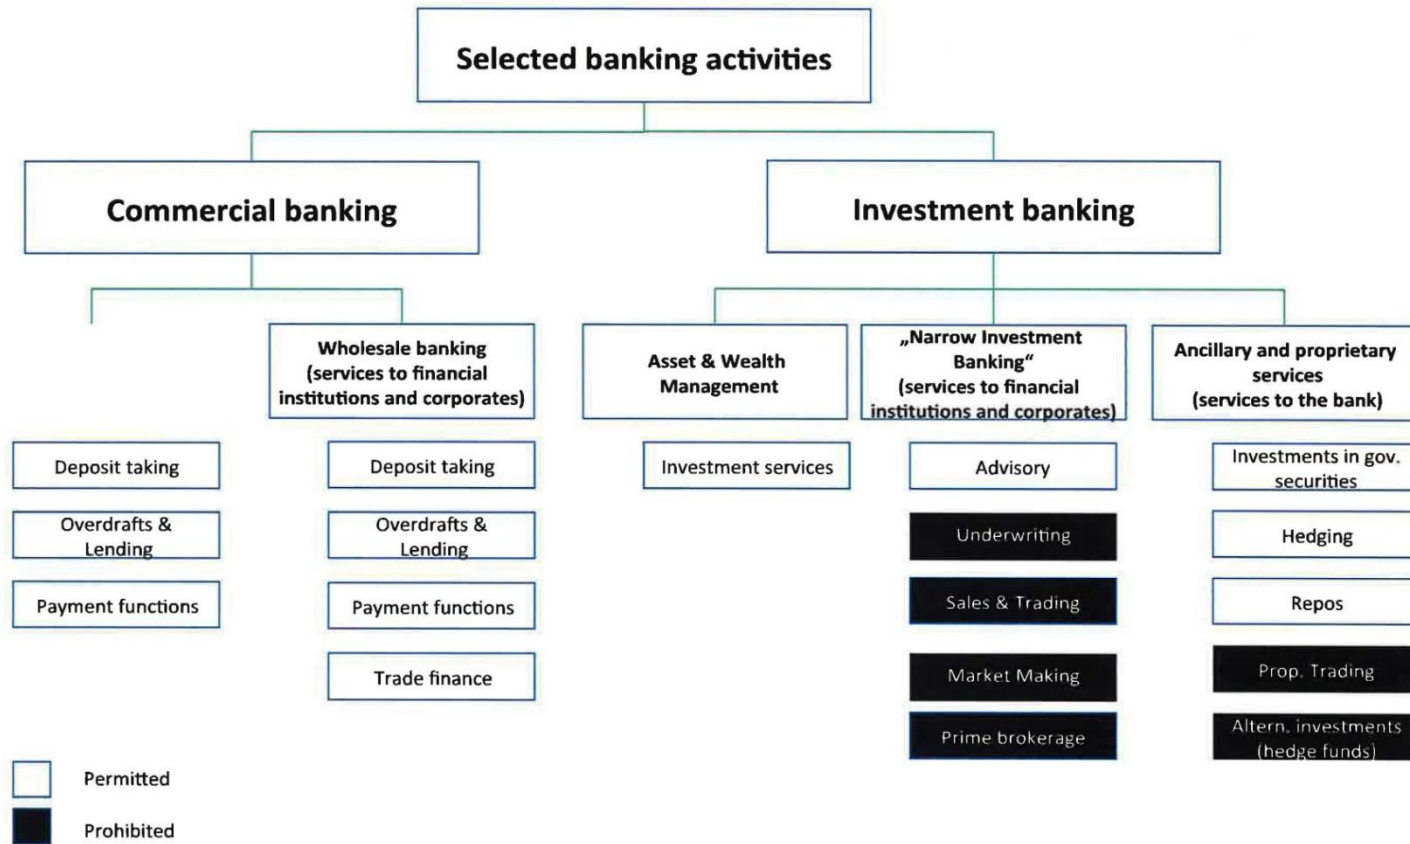 Selected banking activities
Commercial banking
Investment banking
Wholesale banking
(services to financial
institutions and corporates)
Asset & Wealth
Management
„Narrow Investment
Banking“
(services to financial
institutions and corporates)
Ancillary and proprietary
services
(services to the bank)
Deposit taking
Overdrafts &
Lending
Payment functions
Deposit taking
Overdrafts &
Lending
Payment functions
Trade finance
Investment services
Advisory
Underwriting
Sales & Trading
Market Making
Prime brokerage
Investments in gov.
securities
Hedging
Repos
Prop. Trading
Altern. investments
(hedge funds)
Permitted
Prohibited